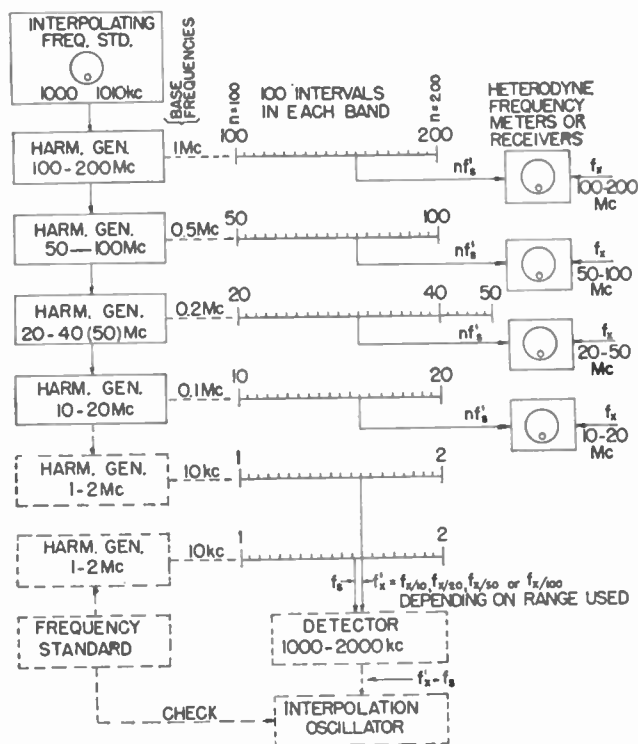 INTERPOLATING
FREQ. STD.
1000 1010kc
BASE
FREQUENCIES
n=100
100 INTERVALS
IN EACH BAND
n=200
HETERODYNE
FREQUENCY
METERS OR
RECEIVERS
HARM. GEN.
100-200Mc
1Mc
100
200
nf's
fx
100-200
Mc
HARM. GEN.
50—100Mc
0.5Mc
50
100
nf's
fx
50-100
Mc
HARM. GEN.
20-40(50)Mc
0.2Mc
20
40
50
nf's
fx
20-50
Mc
HARM. GEN.
10-20Mc
0.1Mc
10
20
nf's
fx
10-20
Mc
HARM. GEN.
1-2Mc
10kc
1
2
HARM. GEN.
1-2Mc
10kc
1
2
fs
f'x = fx/10, fx/20, fx/50 or fx/100
DEPENDING ON RANGE USED
FREQUENCY
STANDARD
DETECTOR
1000-2000kc
f'x-fs
CHECK
INTERPOLATION
OSCILLATOR